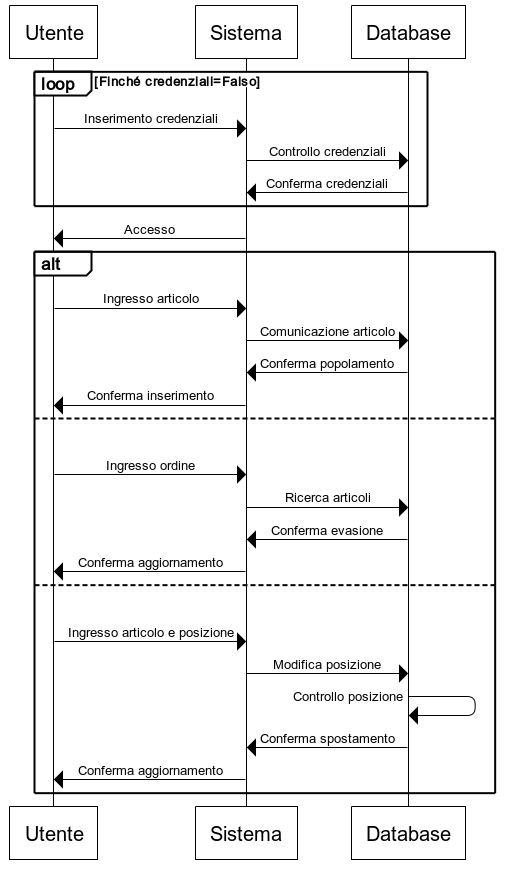 Utente
Sistema
Database
loop
[Finché credenziali=Falso]
Inserimento credenziali
Controllo credenziali
Conferma credenziali
Accesso
alt
Ingresso articolo
Comunicazione articolo
Conferma popolamento
Conferma inserimento
Ingresso ordine
Ricerca articoli
Conferma evasione
Conferma aggiornamento
Ingresso articolo e posizione
Modifica posizione
Controllo posizione
Conferma spostamento
Conferma aggiornamento
Utente
Sistema
Database